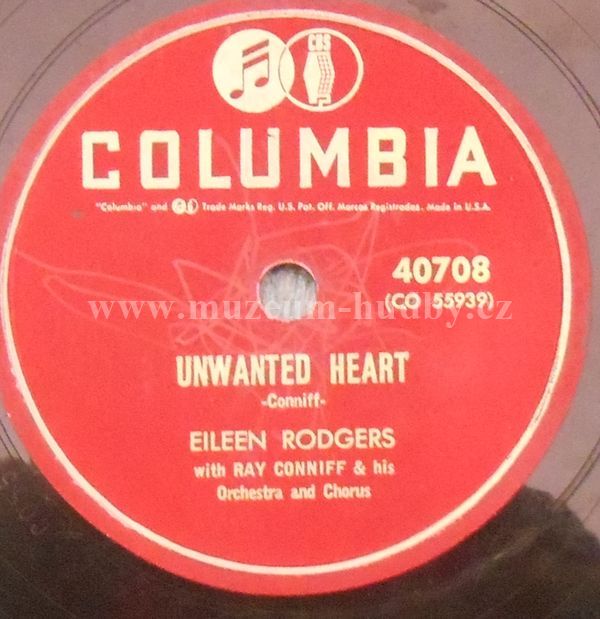 CBS
COLUMBIA
"Columbia" and Trade Marks Reg. U.S. Pat. Off. Marcas Registradas. Made in U.S.A.
40708
(CO 55939)
www.muzeum-hudby.cz
UNWANTED HEART
-Conniff-
EILEEN RODGERS
with RAY CONNIFF & his
Orchestra and Chorus